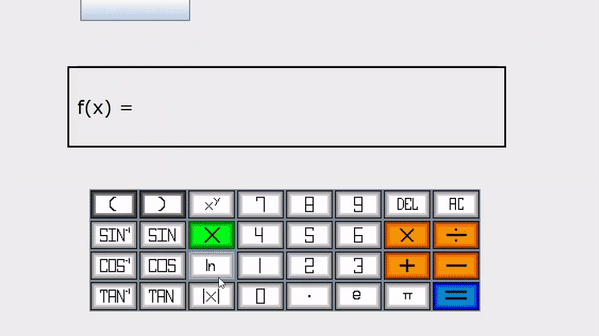 f(x) =
( ) xʸ 7 8 9 DEL AC
SIN⁻¹ SIN X 4 5 6 × ÷
COS⁻¹ COS ln 1 2 3 + −
TAN⁻¹ TAN |x| 0 . e π =